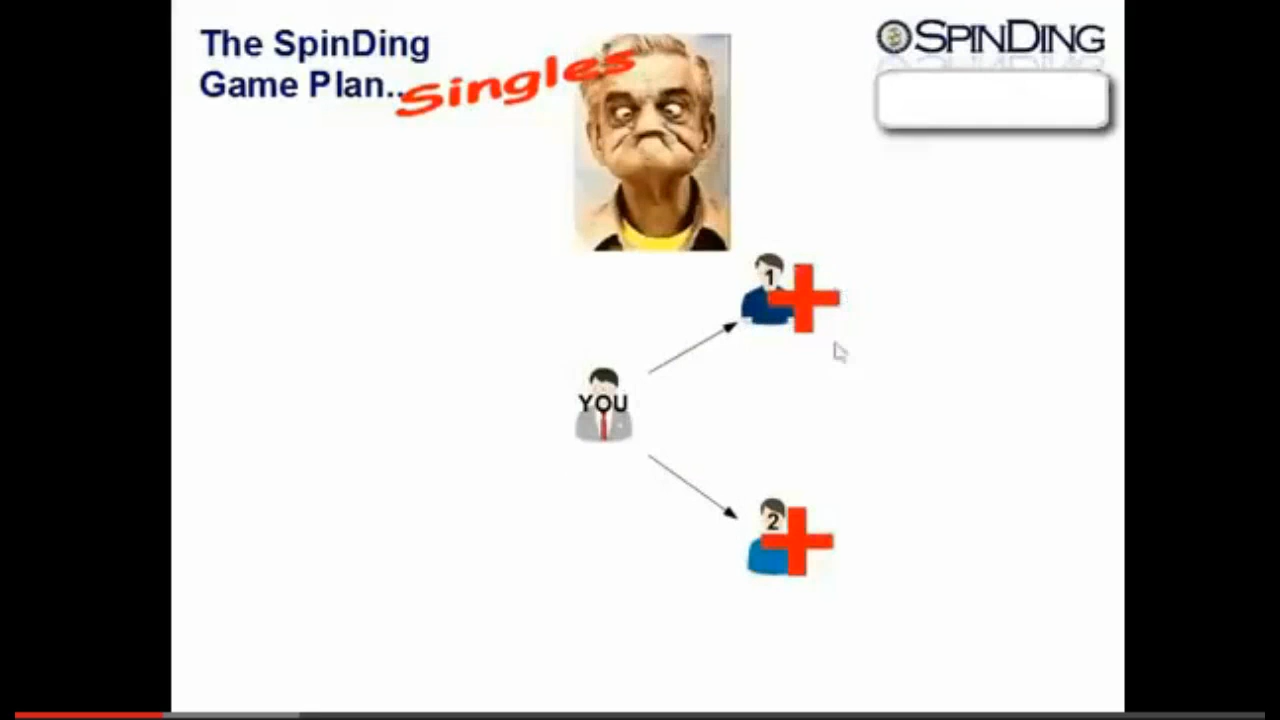 The SpinDing
Game Plan..
Singles
SPINDING
1
YOU
2